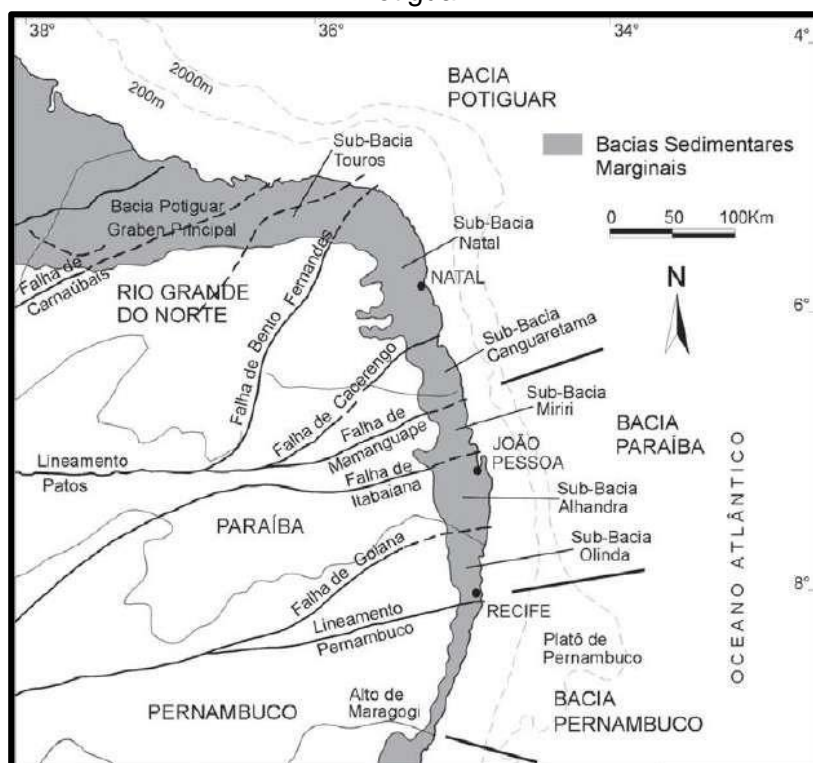 38°
36°
34°
4°
2000m
200m
BACIA
POTIGUAR
Sub-Bacia
Touros
Bacias Sedimentares
Marginais
Bacia Potiguar
Graben Principal
0 50 100Km
Sub-Bacia
Natal
Falha de
Carnaúbais
NATAL
N
RIO GRANDE
DO NORTE
Falha de Bento Fernandes
6°
Sub-Bacia
Canguaretama
Falha de Cacerengo
Sub-Bacia
Miriri
Falha de
Mamanguape
BACIA
PARAÍBA
JOÃO
PESSOA
Lineamento
Patos
Falha de
Itabaiana
Sub-Bacia
Alhandra
PARAÍBA
Falha de Goiana
Sub-Bacia
Olinda
OCEANO ATLÂNTICO
8°
RECIFE
Lineamento
Pernambuco
Platô de
Pernambuco
Alto de
Maragogi
PERNAMBUCO
BACIA
PERNAMBUCO